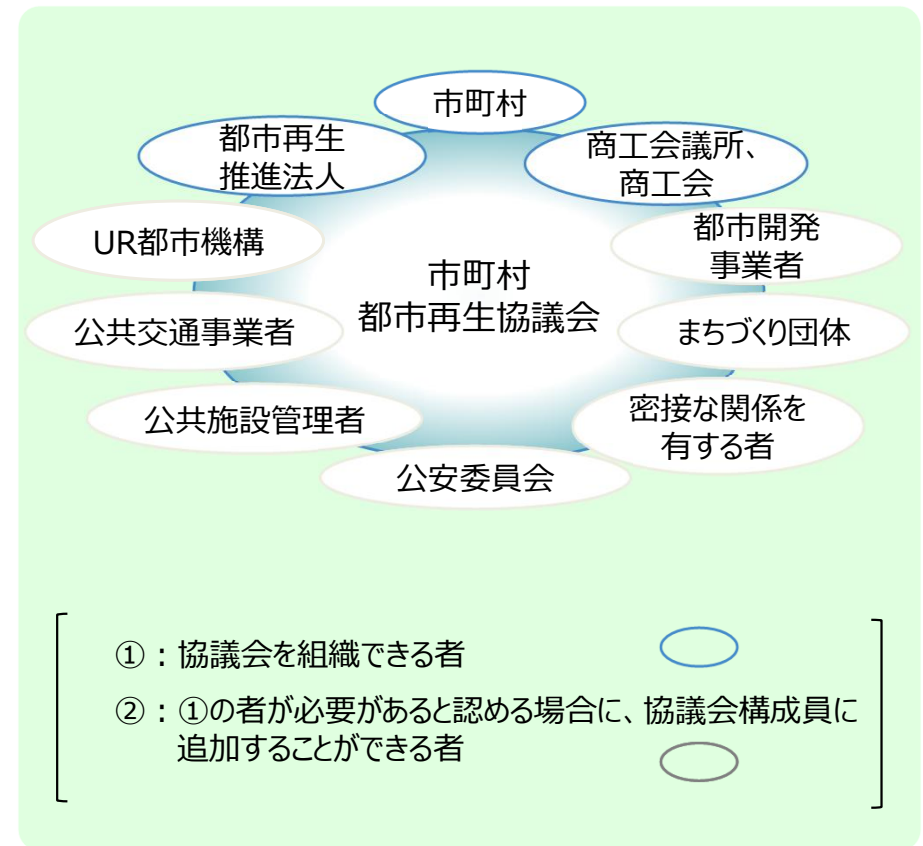 市町村
都市再生
推進法人
商工会議所、
商工会
UR都市機構
都市開発
事業者
市町村
都市再生協議会
公共交通事業者
まちづくり団体
公共施設管理者
密接な関係を
有する者
公安委員会
①：協議会を組織できる者
②：①の者が必要があると認める場合に、協議会構成員に
追加することができる者